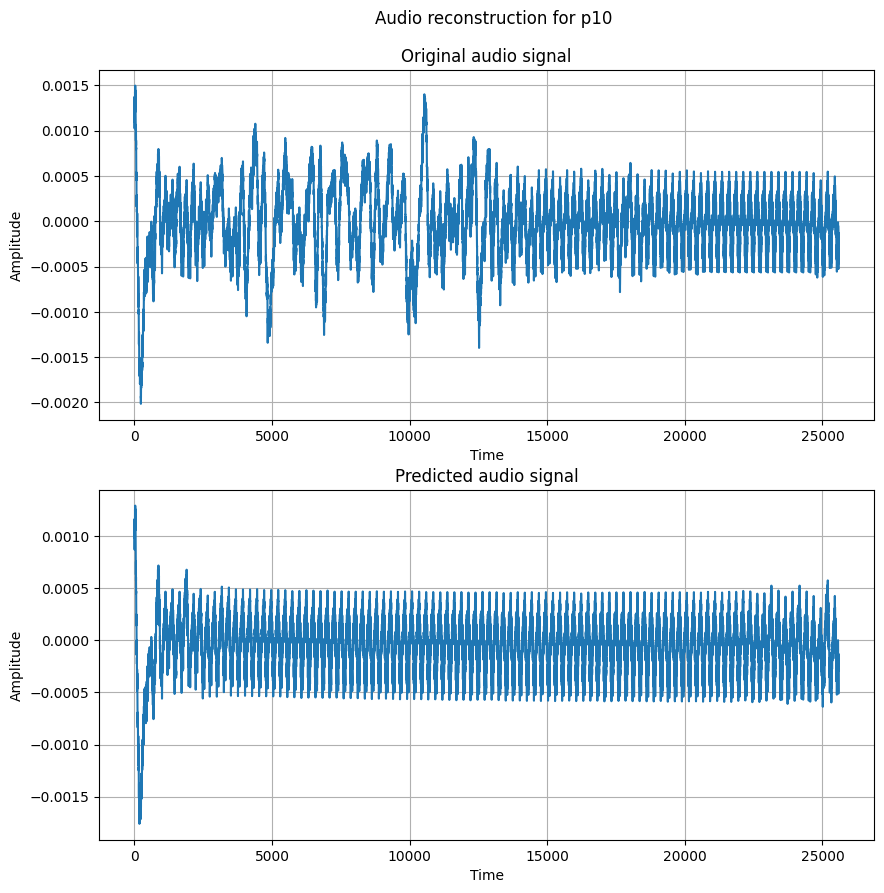 Audio reconstruction for p10
Original audio signal
0.0015
0.0010
0.0005
0.0000
−0.0005
−0.0010
−0.0015
−0.0020
Amplitude
0 5000 10000 15000 20000 25000
Time
Predicted audio signal
0.0010
0.0005
0.0000
−0.0005
−0.0010
−0.0015
Amplitude
0 5000 10000 15000 20000 25000
Time